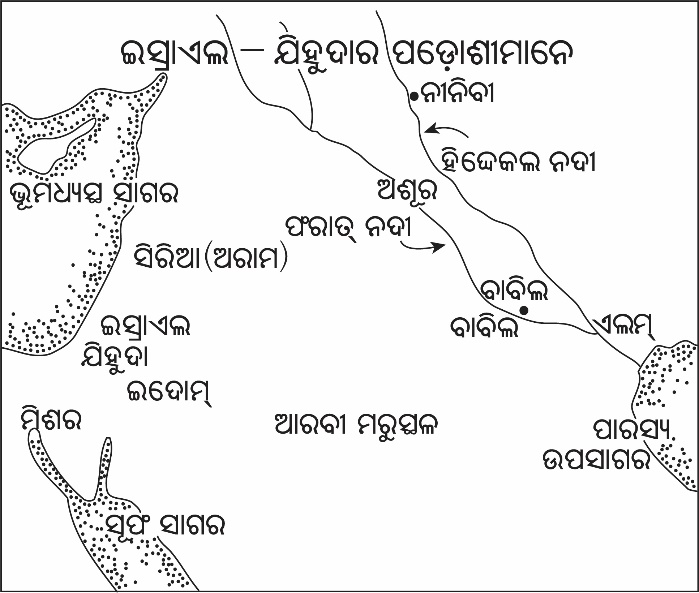 ଇସ୍ରାଏଲ – ଯିହୁଦାର ପଡ଼ୋଶୀମାନେ
ନୀନିବୀ
ହିଦ୍ଦେକଲ ନଦୀ
ଭୂମଧ୍ୟସ୍ଥ ସାଗର
ଅଶୂର
ଫରାତ୍ ନଦୀ
ସିରିଆ (ଅରାମ)
ବାବିଲ
ବାବିଲ
ଏଲମ୍
ଇସ୍ରାଏଲ
ଯିହୁଦା
ଇଦୋମ୍
ମିଶର
ଆରବୀ ମରୁସ୍ଥଳ
ପାରସ୍ୟ
ଉପସାଗର
ସୂଫ ସାଗର